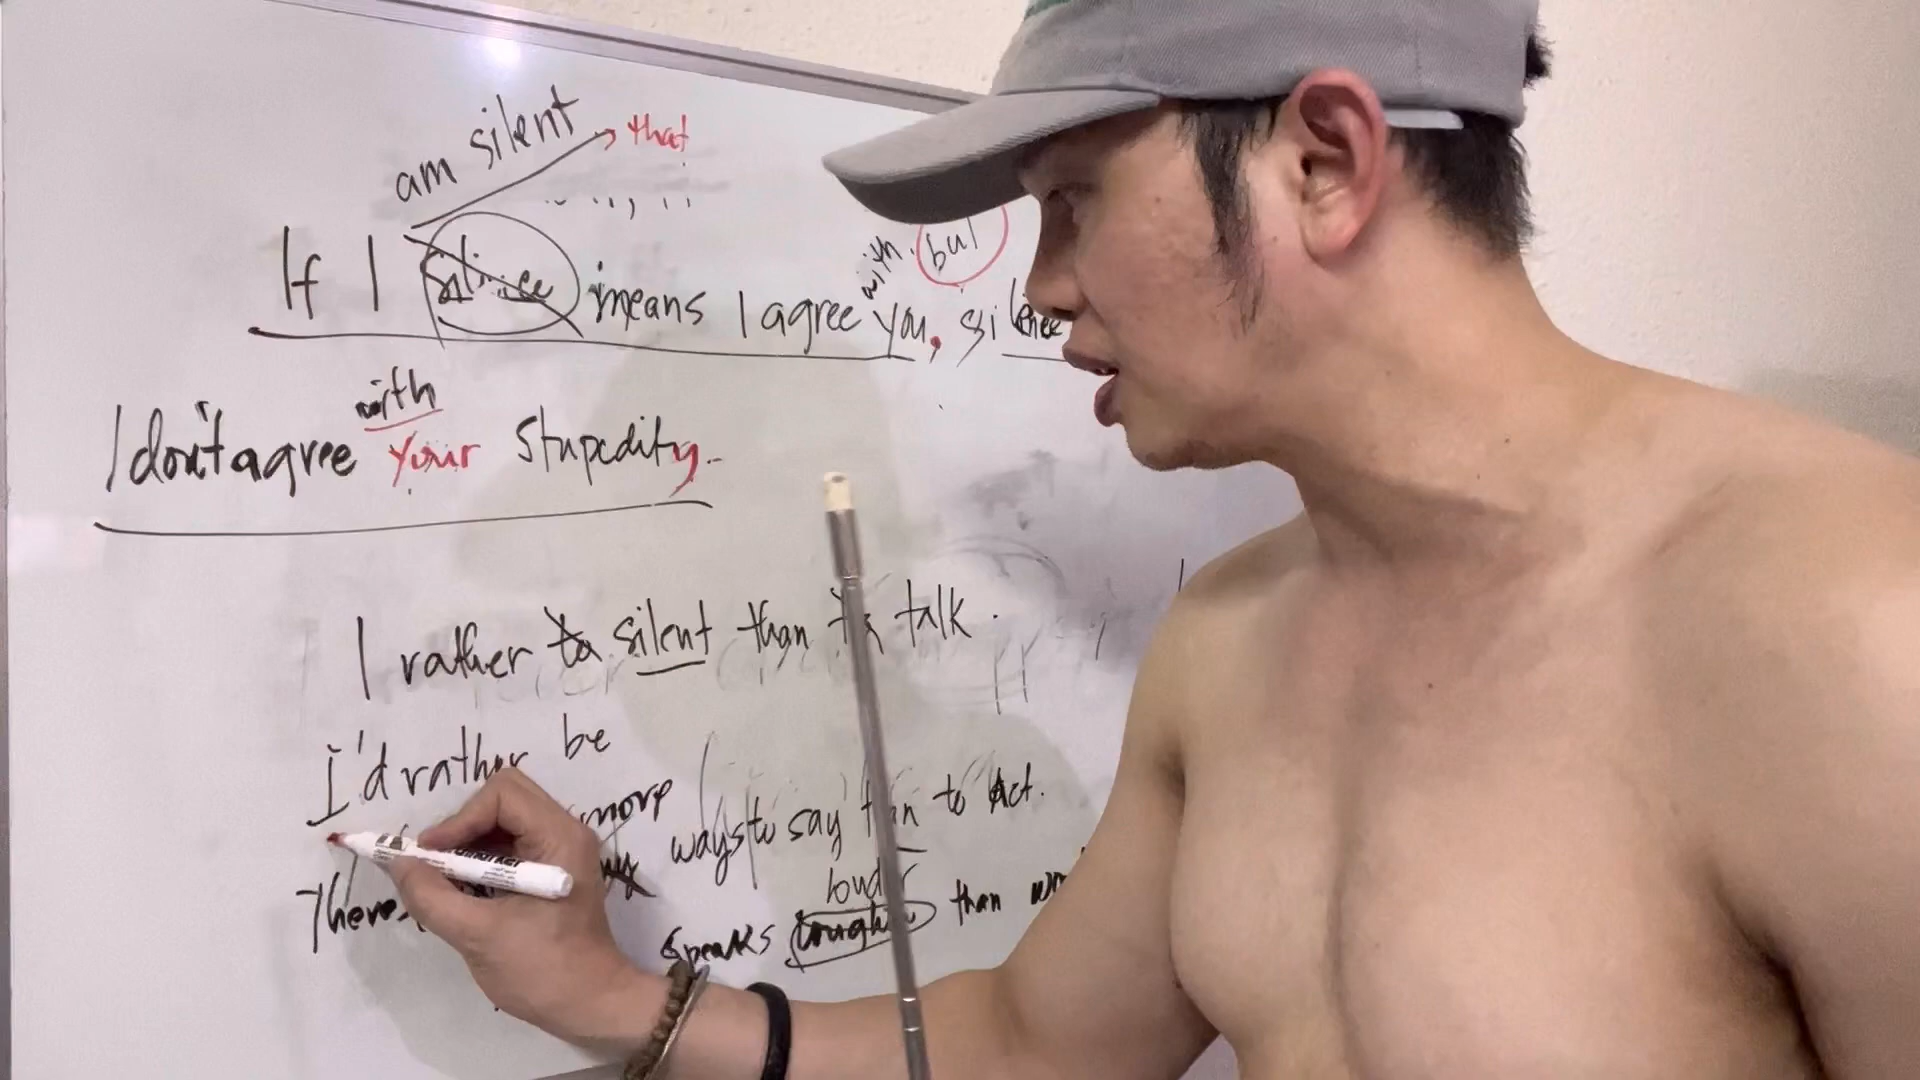 am silent that
with. but
If I means I agree you, silence
with
I don't agree your stupedity.
I rather to silent than to talk.
I'd rather be
more
ways to say than to Act.
louder
There
speaks than